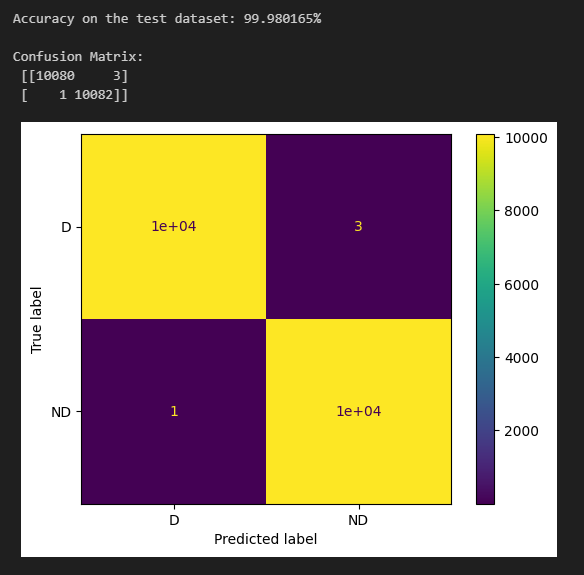 Accuracy on the test dataset: 99.980165%
Confusion Matrix:
[[10080     3]
[    1 10082]]
10000
D
1e+04
3
8000
6000
True label
4000
ND
1
1e+04
2000
D
ND
Predicted label